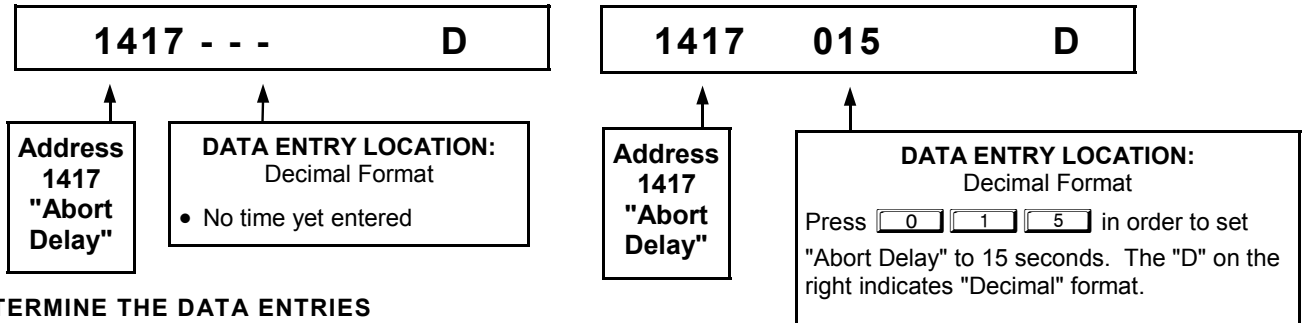 1417 - - - D
Address
1417
"Abort
Delay"
DATA ENTRY LOCATION:
Decimal Format
• No time yet entered
1417 015 D
Address
1417
"Abort
Delay"
DATA ENTRY LOCATION:
Decimal Format
Press 0 1 5 in order to set
"Abort Delay" to 15 seconds. The "D" on the
right indicates "Decimal" format.
TERMINE THE DATA ENTRIES